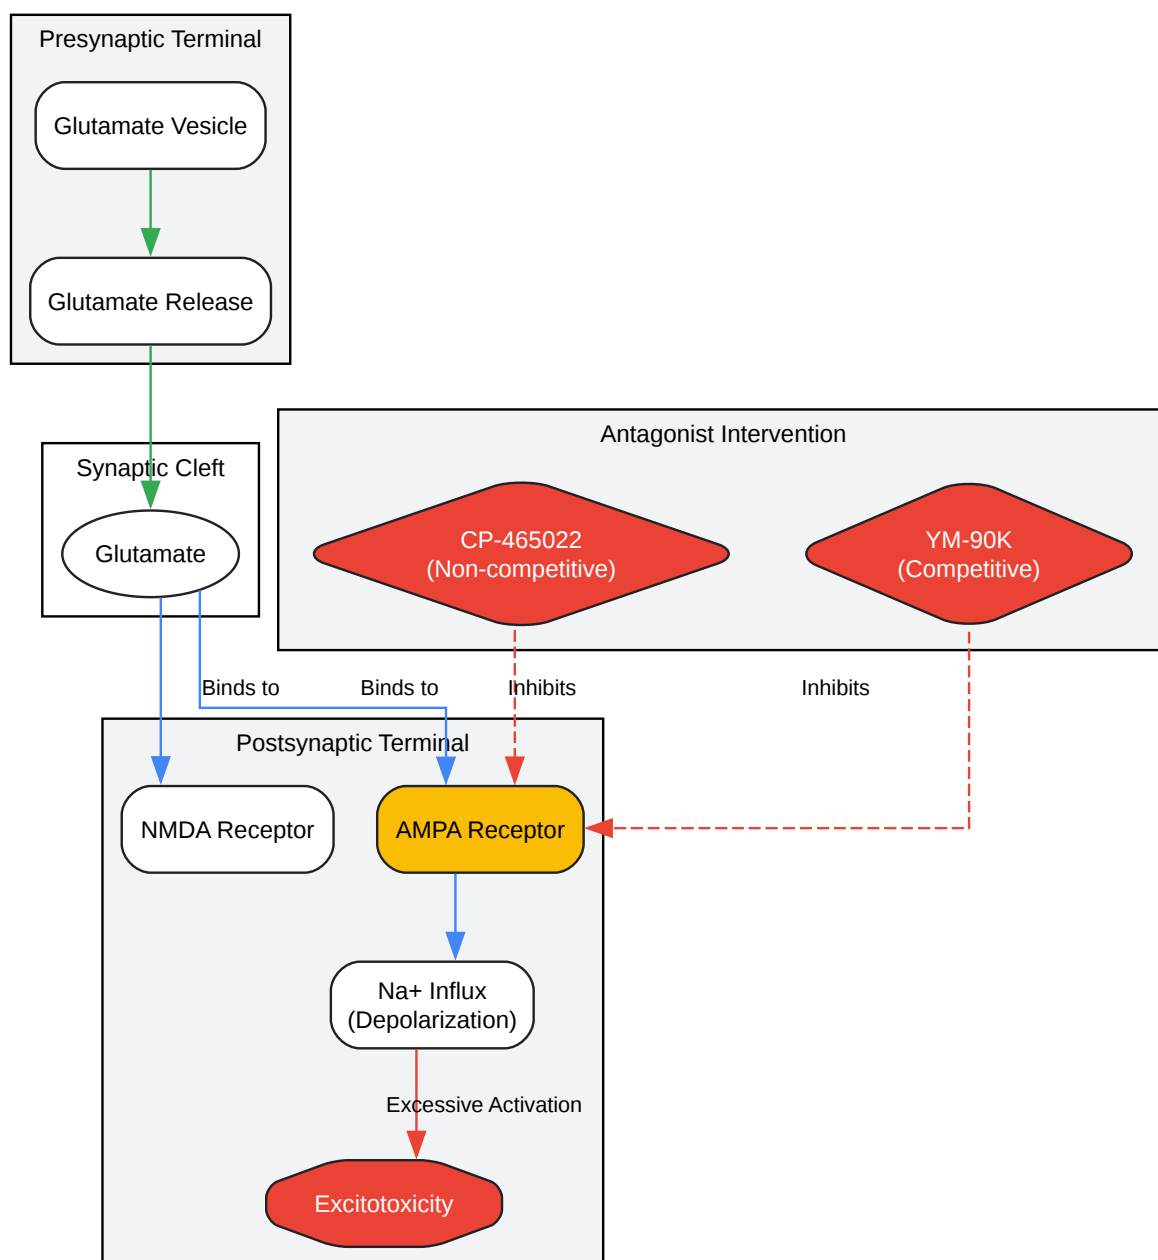 Presynaptic Terminal
Glutamate Vesicle
Glutamate Release
Antagonist Intervention
Synaptic Cleft
Glutamate
CP-465022
(Non-competitive)
YM-90K
(Competitive)
Binds to
Binds to
Inhibits
Inhibits
Postsynaptic Terminal
NMDA Receptor
AMPA Receptor
Na+ Influx
(Depolarization)
Excessive Activation
Excitotoxicity